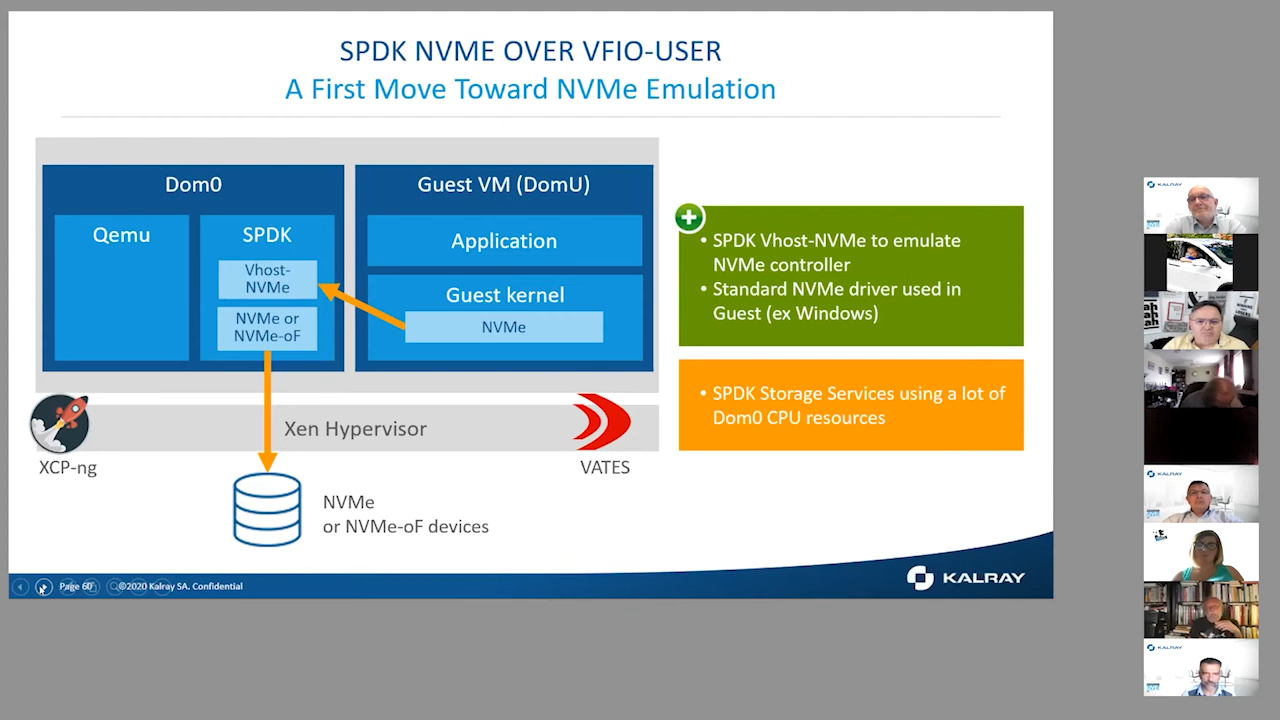 SPDK NVME OVER VFIO-USER
A First Move Toward NVMe Emulation
Dom0
Qemu
SPDK
Vhost-
NVMe
NVMe or
NVMe-oF
Guest VM (DomU)
Application
Guest kernel
NVMe
Xen Hypervisor
XCP-ng
VATES
NVMe
or NVMe-oF devices
• SPDK Vhost-NVMe to emulate
NVMe controller
• Standard NVMe driver used in
Guest (ex Windows)
• SPDK Storage Services using a lot of
Dom0 CPU resources
Page 60
©2020 Kalray SA. Confidential
KALRAY
KALRAY
KALRAY
KALRAY